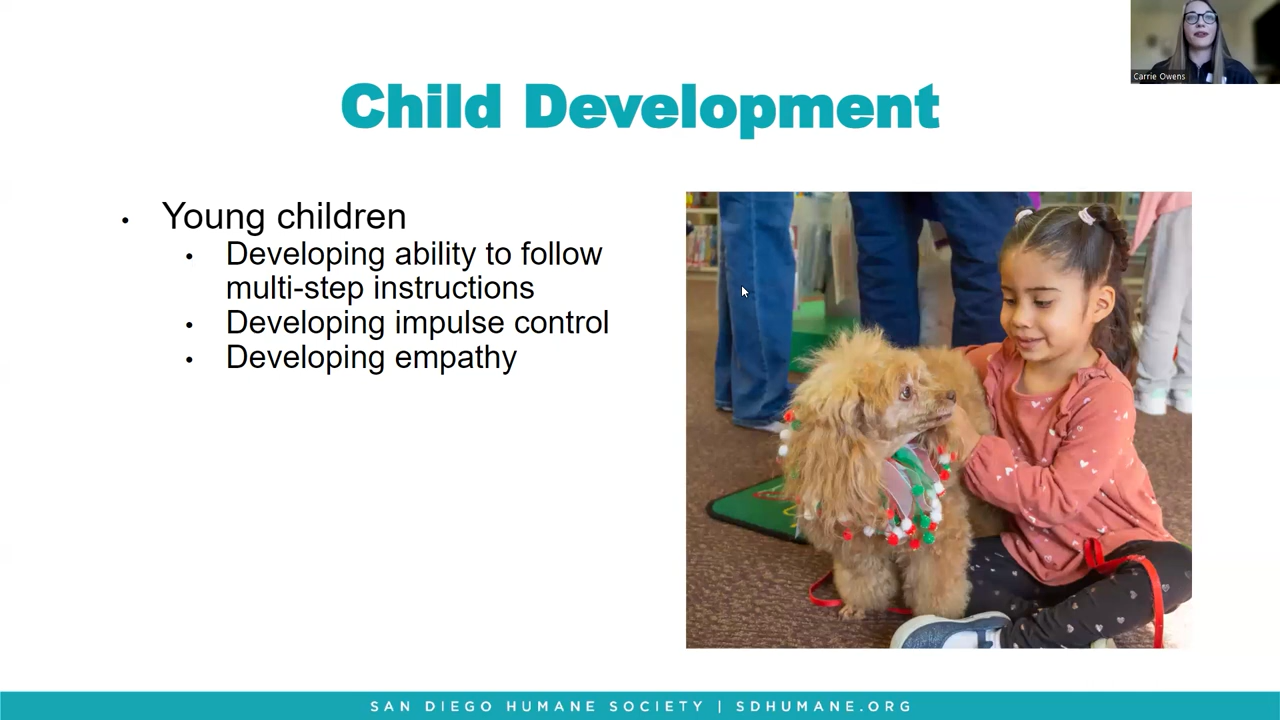 Carrie Owens
Child Development
• Young children
• Developing ability to follow
multi-step instructions
• Developing impulse control
• Developing empathy
SAN DIEGO HUMANE SOCIETY | SDHUMANE.ORG